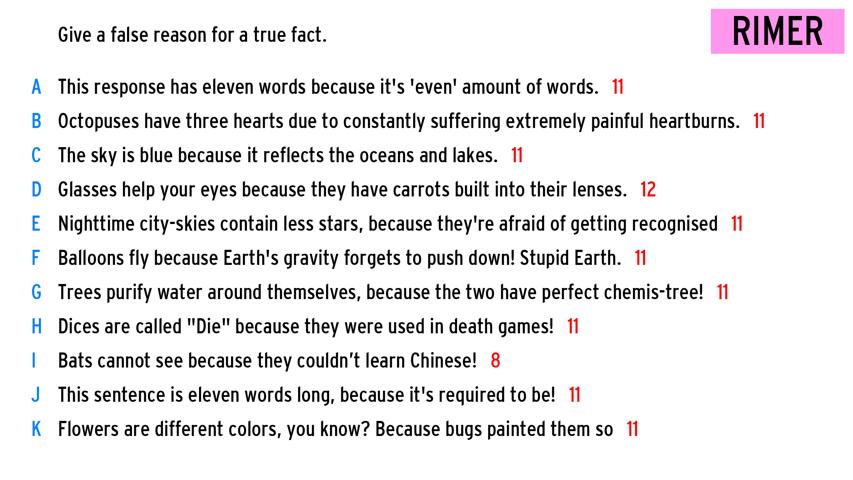 Give a false reason for a true fact.
RIMER
A This response has eleven words because it's 'even' amount of words. 11
B Octopuses have three hearts due to constantly suffering extremely painful heartburns. 11
C The sky is blue because it reflects the oceans and lakes. 11
D Glasses help your eyes because they have carrots built into their lenses. 12
E Nighttime city-skies contain less stars, because they're afraid of getting recognised 11
F Balloons fly because Earth's gravity forgets to push down! Stupid Earth. 11
G Trees purify water around themselves, because the two have perfect chemis-tree! 11
H Dices are called "Die" because they were used in death games! 11
I Bats cannot see because they couldn't learn Chinese! 8
J This sentence is eleven words long, because it's required to be! 11
K Flowers are different colors, you know? Because bugs painted them so 11